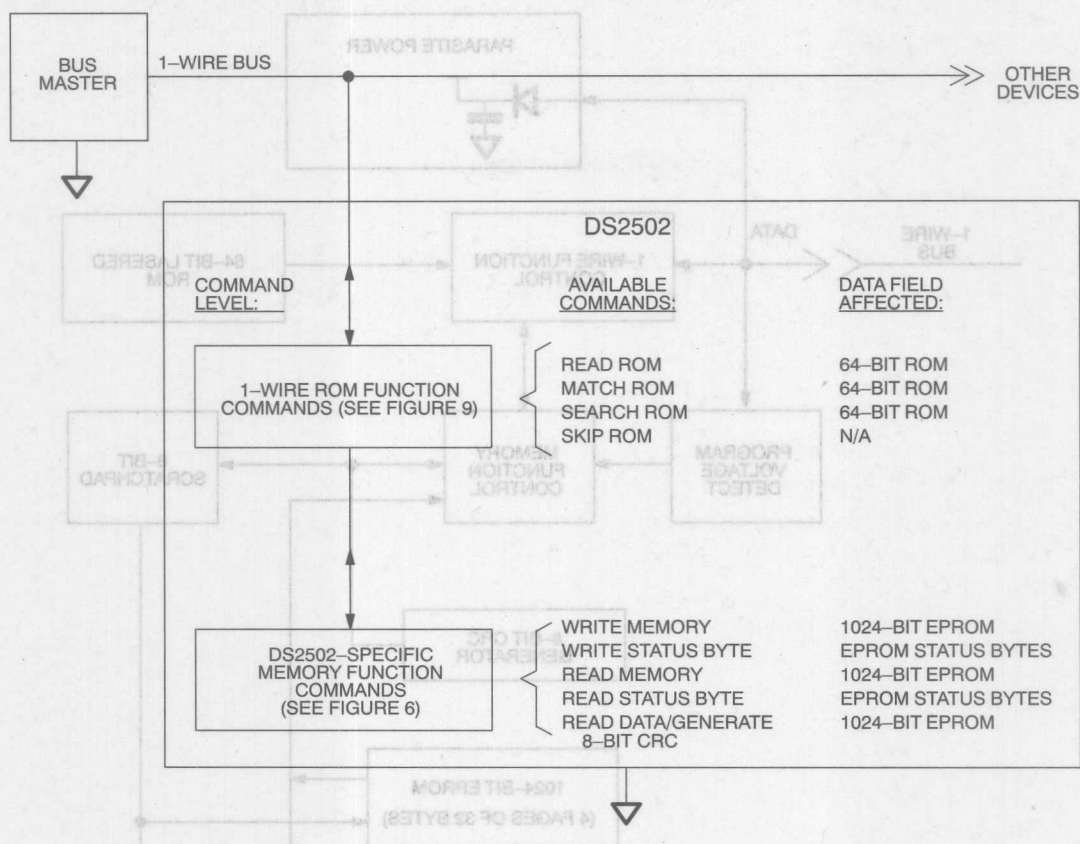 BUS
MASTER
1–WIRE BUS
OTHER
DEVICES
PARASITE POWER
DS2502
DATA
1–WIRE
BUS
64–BIT LASERED
ROM
1–WIRE FUNCTION
CONTROL
COMMAND
LEVEL:
AVAILABLE
COMMANDS:
DATA FIELD
AFFECTED:
1–WIRE ROM FUNCTION
COMMANDS (SEE FIGURE 9)
READ ROM 64–BIT ROM
MATCH ROM 64–BIT ROM
SEARCH ROM 64–BIT ROM
SKIP ROM N/A
8–BIT
SCRATCHPAD
MEMORY
FUNCTION
CONTROL
PROGRAM
VOLTAGE
DETECT
8–BIT CRC
GENERATOR
DS2502–SPECIFIC
MEMORY FUNCTION
COMMANDS
(SEE FIGURE 6)
WRITE MEMORY 1024–BIT EPROM
WRITE STATUS BYTE EPROM STATUS BYTES
READ MEMORY 1024–BIT EPROM
READ STATUS BYTE EPROM STATUS BYTES
READ DATA/GENERATE 1024–BIT EPROM
8–BIT CRC
1024–BIT EPROM
(4 PAGES OF 32 BYTES)